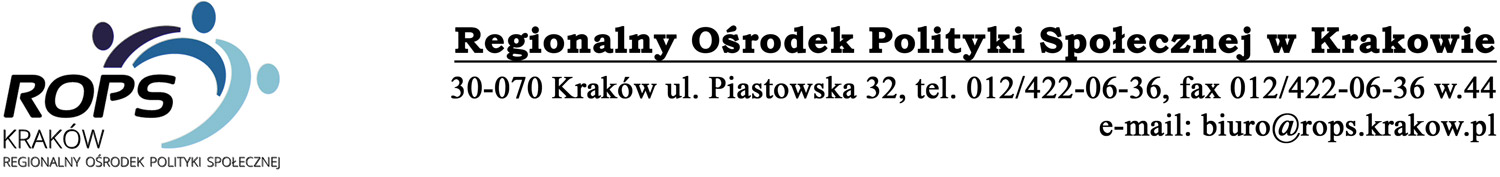 ROPS
KRAKÓW
REGIONALNY OŚRODEK POLITYKI SPOŁECZNEJ
Regionalny Ośrodek Polityki Społecznej w Krakowie
30-070 Kraków ul. Piastowska 32, tel. 012/422-06-36, fax 012/422-06-36 w.44
e-mail: biuro@rops.krakow.pl